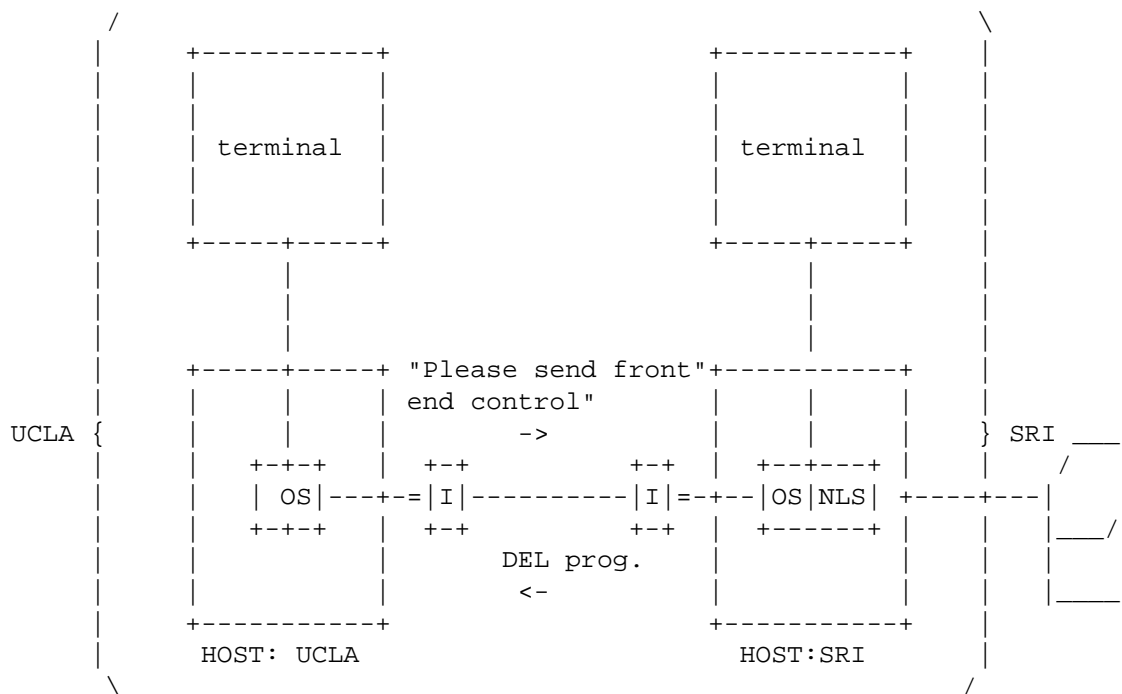 terminal terminal
"Please send front"
end control"
UCLA { -> } SRI
OS I I OS NLS
DEL prog.
<-
HOST: UCLA HOST:SRI